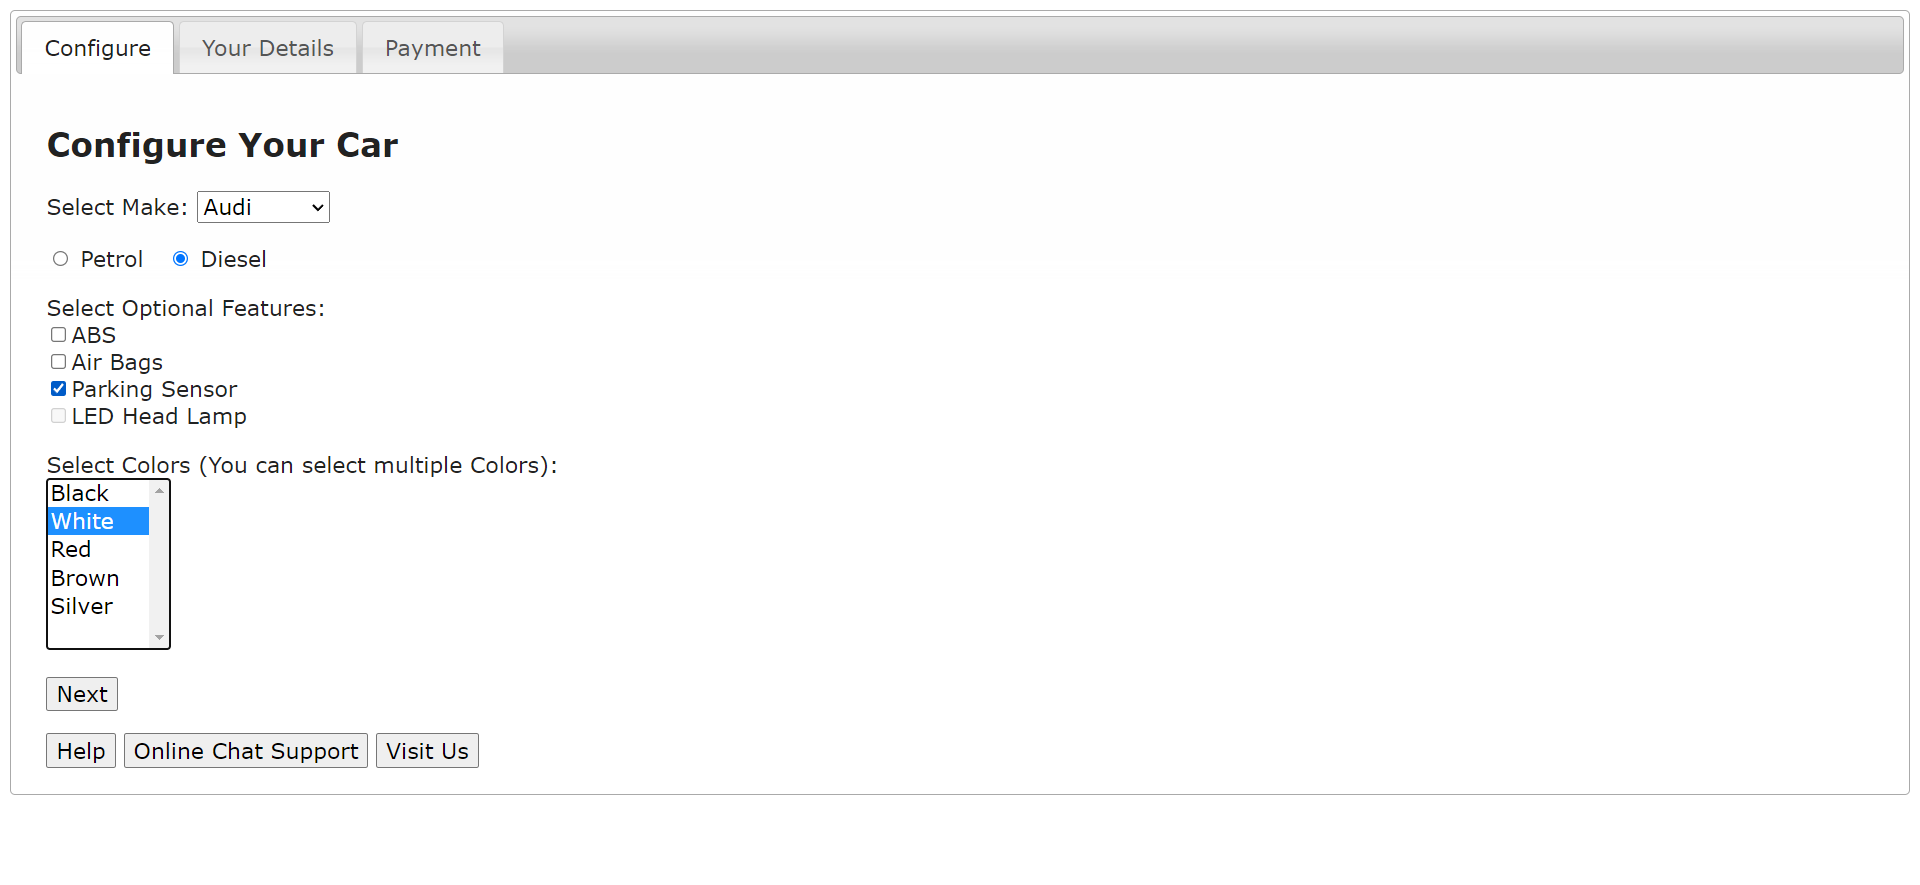 Configure Your Details Payment
Configure Your Car
Select Make: Audi
Petrol Diesel
Select Optional Features:
ABS
Air Bags
Parking Sensor
LED Head Lamp
Select Colors (You can select multiple Colors):
Black
White
Red
Brown
Silver
Next
Help Online Chat Support Visit Us